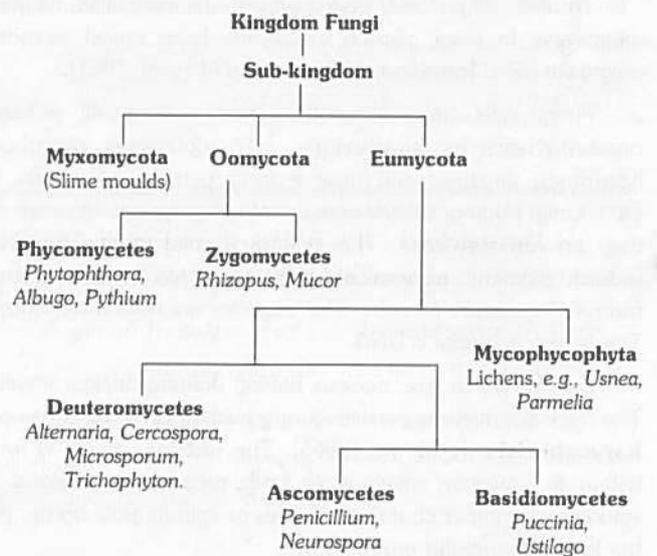 Kingdom Fungi
Sub-kingdom
Myxomycota
(Slime moulds)
Oomycota
Eumycota
Phycomycetes
Phytophthora,
Albugo, Pythium
Zygomycetes
Rhizopus, Mucor
Mycophycophyta
Lichens, e.g., Usnea,
Parmelia
Deuteromycetes
Alternaria, Cercospora,
Microsporum,
Trichophyton.
Ascomycetes
Penicillium,
Neurospora
Basidiomycetes
Puccinia,
Ustilago